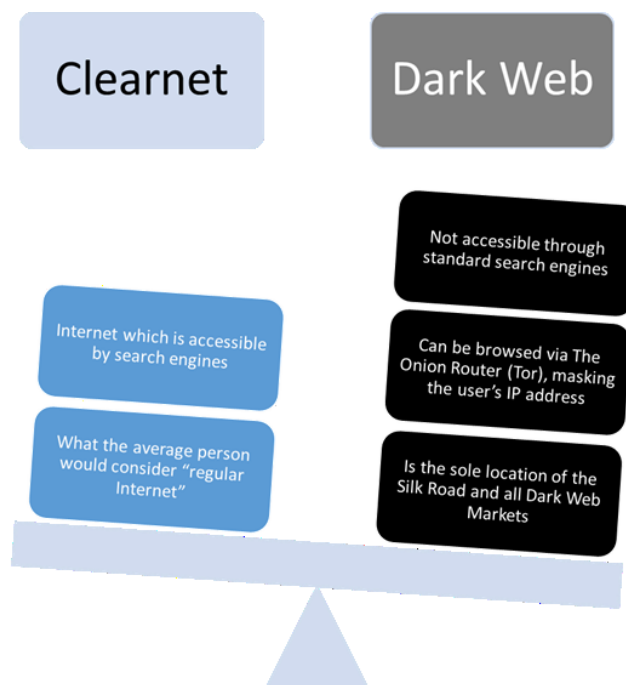 Clearnet
Dark Web
Internet which is accessible
by search engines
What the average person
would consider “regular
Internet”
Not accessible through
standard search engines
Can be browsed via The
Onion Router (Tor), masking
the user’s IP address
Is the sole location of the
Silk Road and all Dark Web
Markets